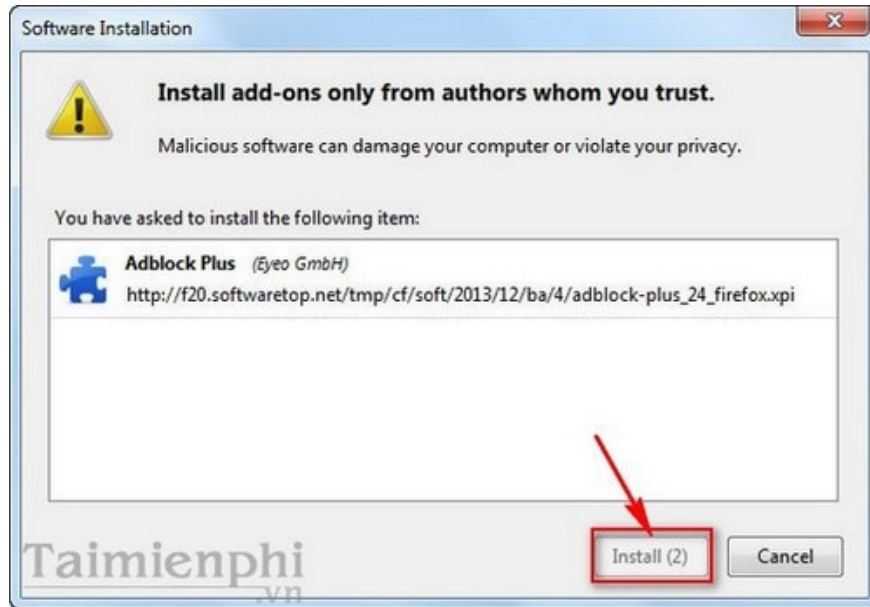 Software Installation
Install add-ons only from authors whom you trust.
Malicious software can damage your computer or violate your privacy.
You have asked to install the following item:
Adblock Plus (Eyeo GmbH)
http://f20.softwaretop.net/tmp/cf/soft/2013/12/ba/4/adblock-plus_24_firefox.xpi
Install (2) Cancel
Taimienphi
.vn